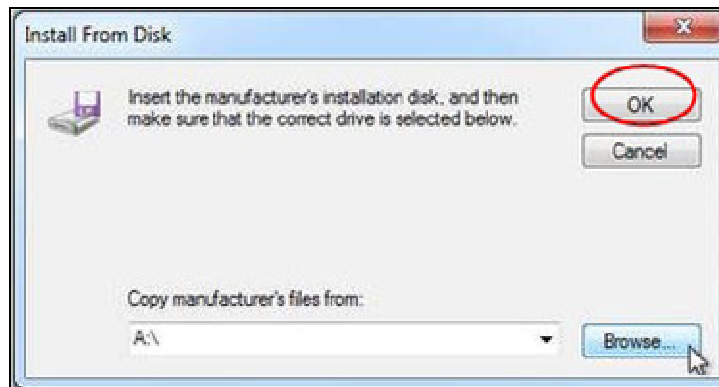 Install From Disk
Insert the manufacturer's installation disk, and then
make sure that the correct drive is selected below.
OK
Cancel
Copy manufacturer's files from:
A:\
Browse...